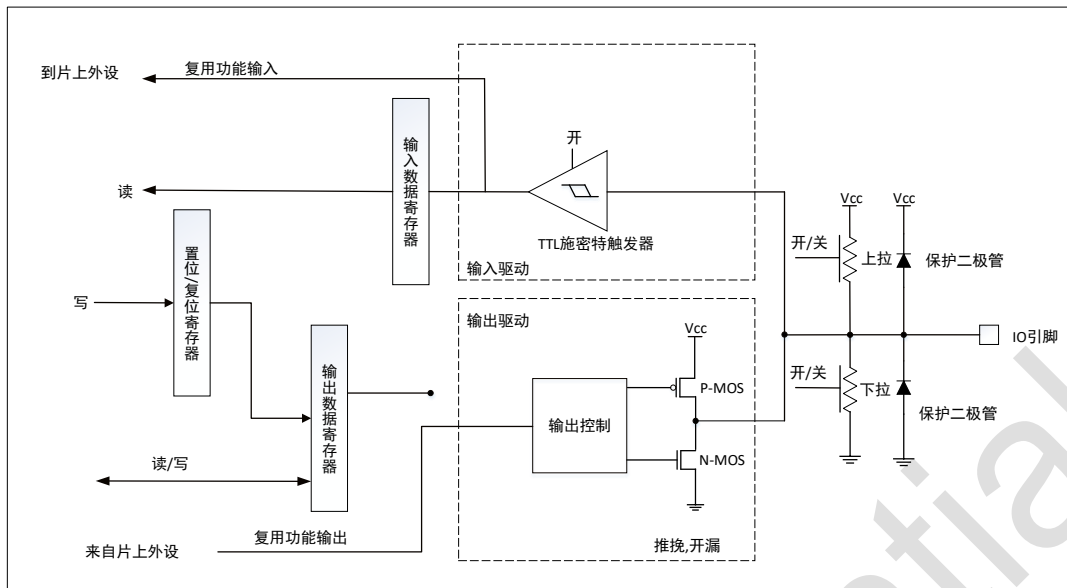 到片上外设
复用功能输入
读
输入数据寄存器
开
TTL施密特触发器
输入驱动
Vcc
Vcc
开/关
上拉
保护二极管
写
置位/复位寄存器
输出数据寄存器
读/写
来自片上外设
复用功能输出
输出驱动
Vcc
输出控制
P-MOS
N-MOS
推挽,开漏
IO引脚
开/关
下拉
保护二极管